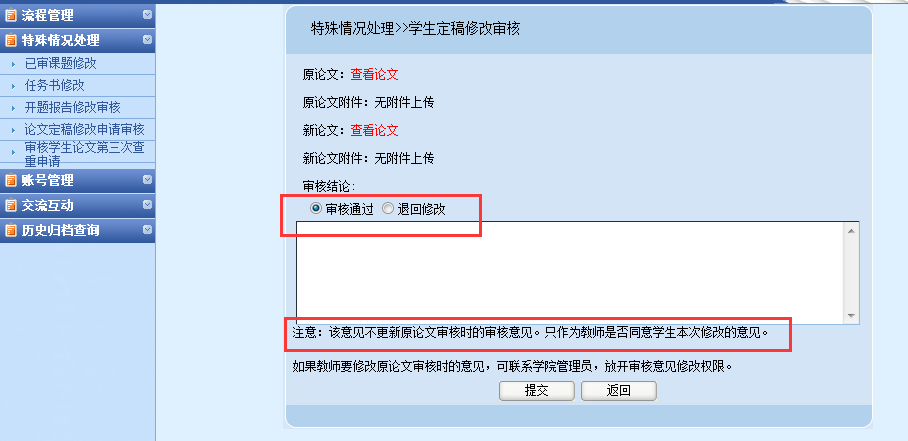 流程管理
特殊情况处理
已审课题修改
任务书修改
开题报告修改审核
论文定稿修改申请审核
审核学生论文第三次查
重申请
账号管理
交流互动
历史归档查询
特殊情况处理>>学生定稿修改审核
原论文：查看论文
原论文附件：无附件上传
新论文：查看论文
新论文附件：无附件上传
审核结论:
审核通过 退回修改
注意：该意见不更新原论文审核时的审核意见。只作为教师是否同意学生本次修改的意见。
如果教师要修改原论文审核时的意见，可联系学院管理员，放开审核意见修改权限。
提交 返回